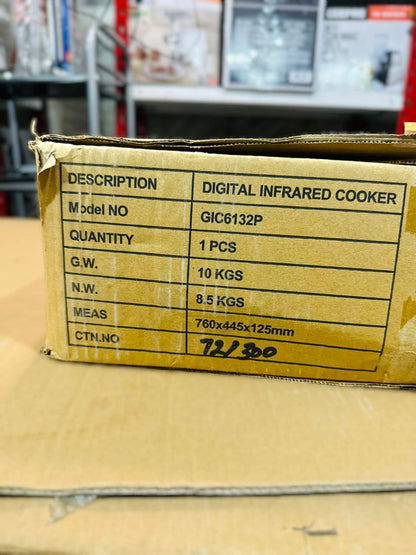 DESCRIPTION DIGITAL INFRARED COOKER
Model NO GIC6132P
QUANTITY 1 PCS
G.W. 10 KGS
N.W. 8.5 KGS
MEAS 760x445x125mm
CTN.NO 72/300